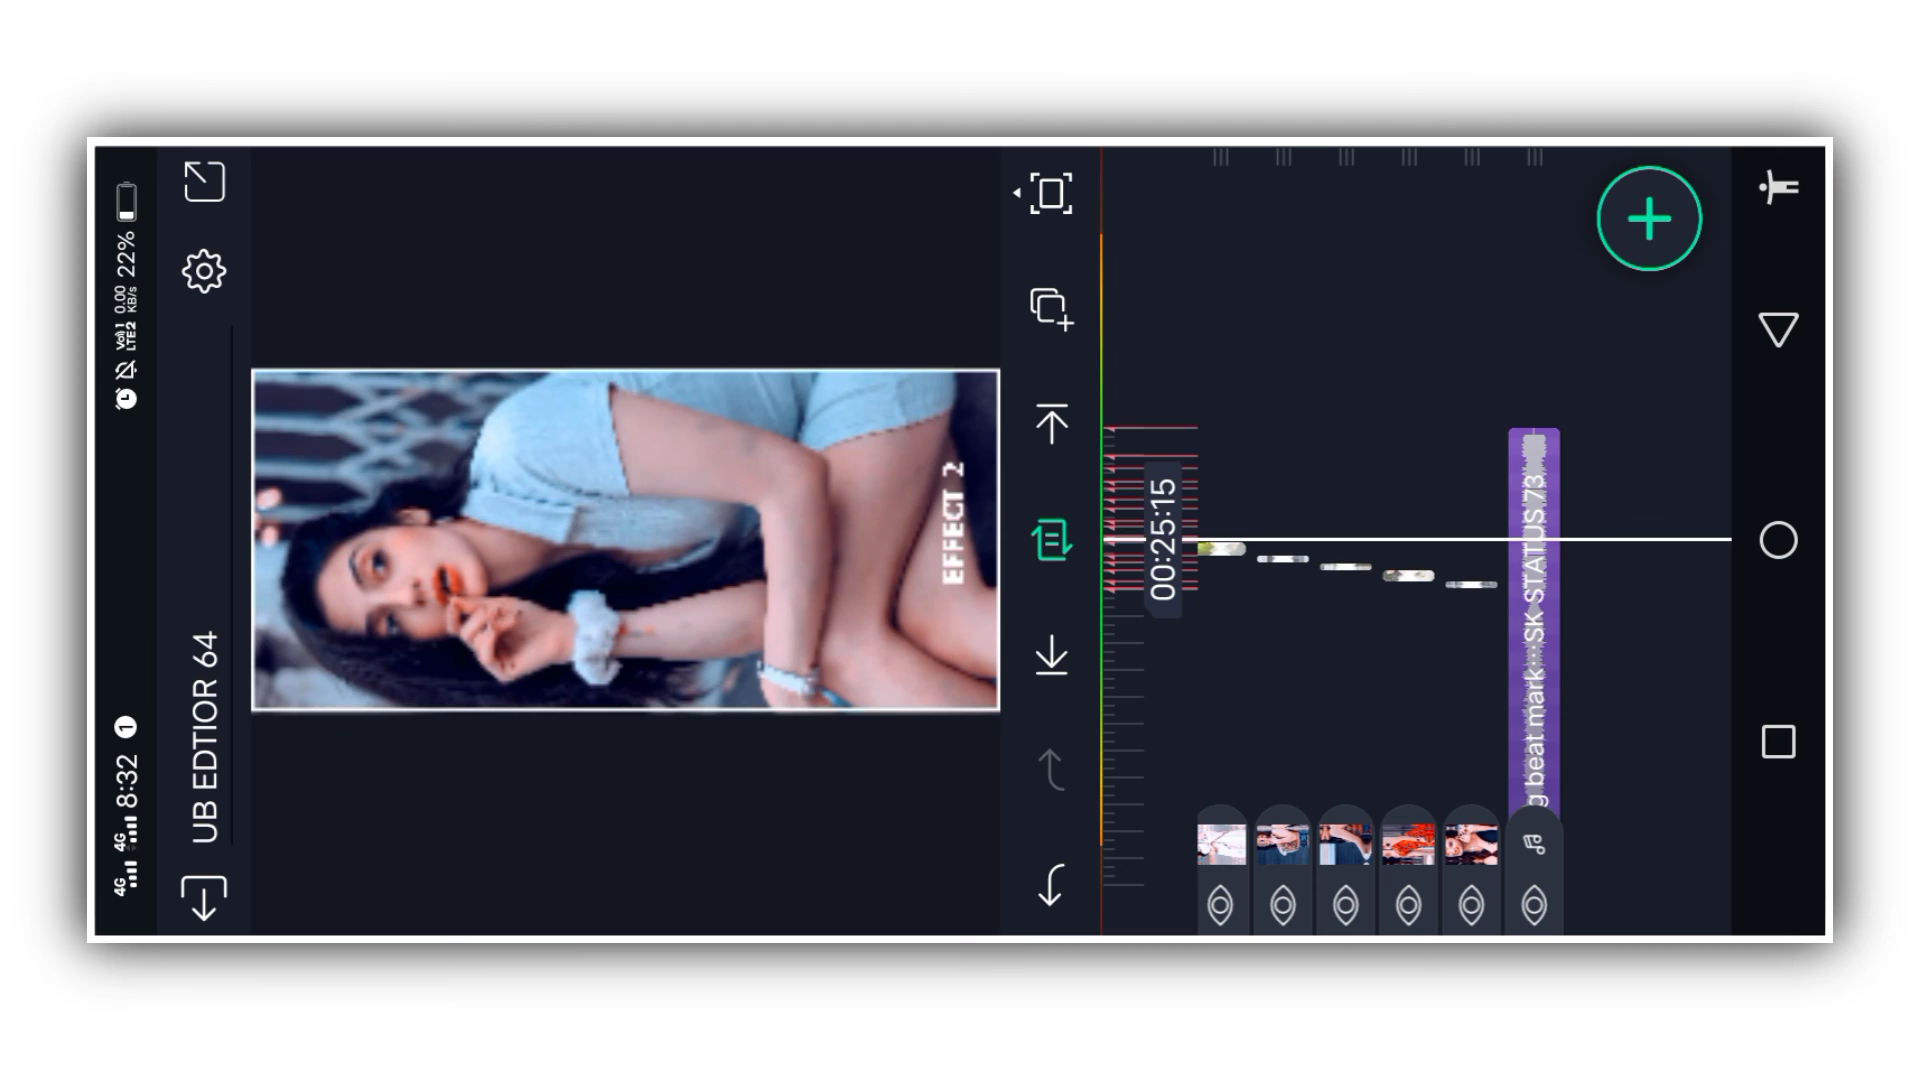 4G 4G 8:32 1 Vo)) 1 LTE2 0.00 KB/s 22%
UB EDTIOR 64
EFFECT 2
00:25:15
g beat mark:::SK STATUS 73